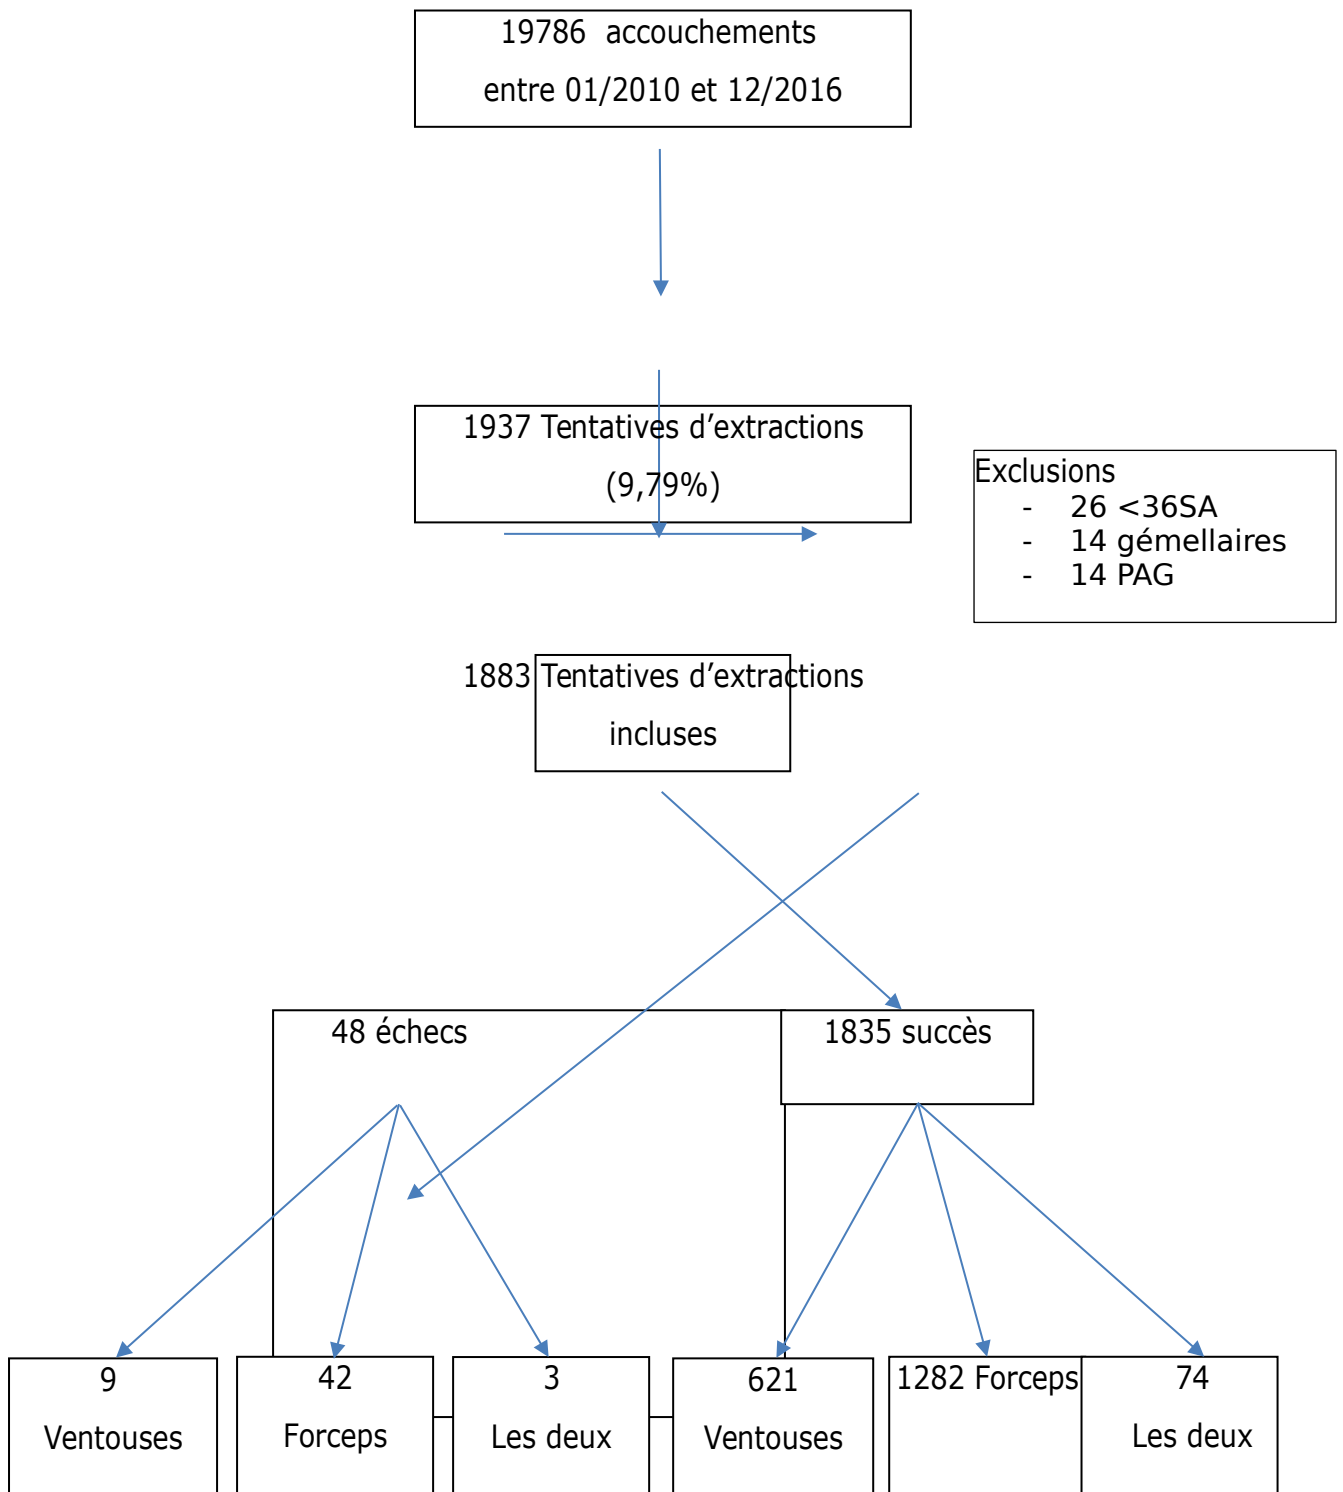 19786 accouchements
entre 01/2010 et 12/2016
1937 Tentatives d’extractions
(9,79%)
Exclusions
- 26 <36SA
- 14 gémellaires
- 14 PAG
1883 Tentatives d’extractions
incluses
48 échecs
1835 succès
9
Ventouses
42
Forceps
3
Les deux
621
Ventouses
1282 Forceps
74
Les deux